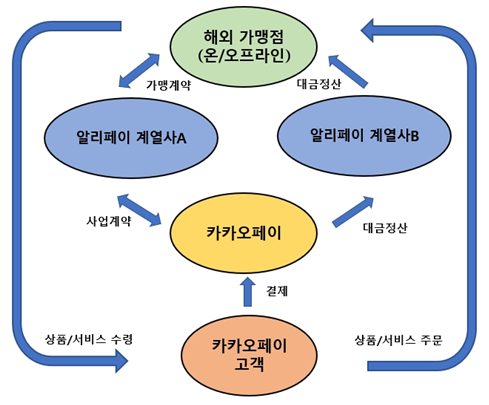 해외 가맹점
(온/오프라인)
가맹계약
대금정산
알리페이 계열사A
알리페이 계열사B
사업계약
카카오페이
대금정산
결제
상품/서비스 수령
상품/서비스 주문
카카오페이
고객